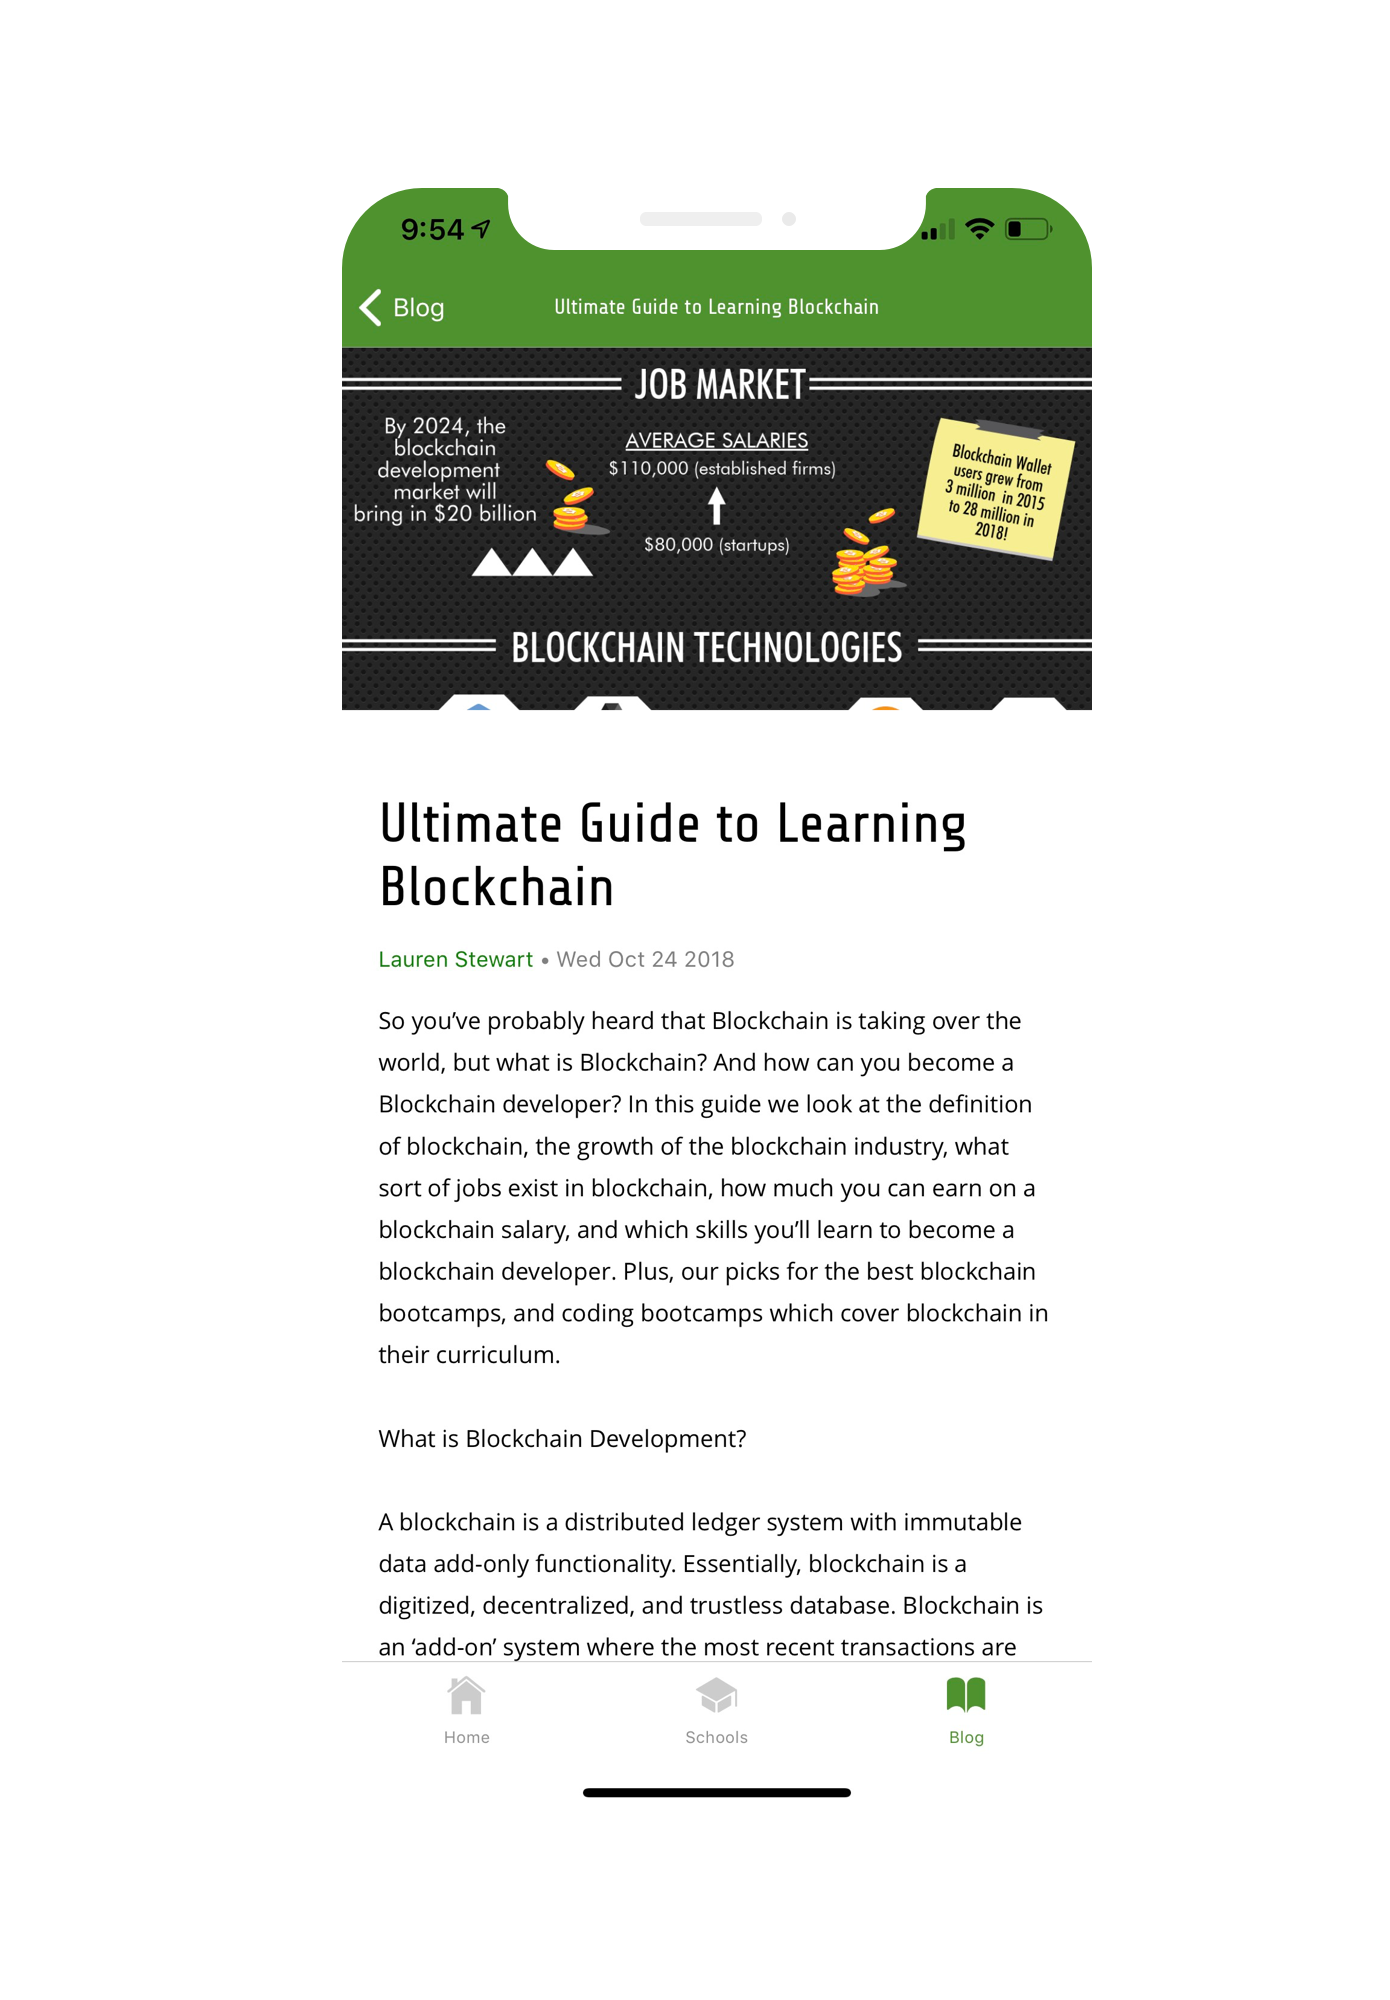 9:54
Blog
Ultimate Guide to Learning Blockchain
JOB MARKET
By 2024, the
blockchain
development
market will
bring in $20 billion
AVERAGE SALARIES
$110,000 (established firms)
$80,000 (startups)
Blockchain Wallet
users grew from
3 million in 2015
to 28 million in
2018!
BLOCKCHAIN TECHNOLOGIES
Ultimate Guide to Learning
Blockchain
Lauren Stewart • Wed Oct 24 2018
So you’ve probably heard that Blockchain is taking over the
world, but what is Blockchain? And how can you become a
Blockchain developer? In this guide we look at the definition
of blockchain, the growth of the blockchain industry, what
sort of jobs exist in blockchain, how much you can earn on a
blockchain salary, and which skills you’ll learn to become a
blockchain developer. Plus, our picks for the best blockchain
bootcamps, and coding bootcamps which cover blockchain in
their curriculum.
What is Blockchain Development?
A blockchain is a distributed ledger system with immutable
data add-only functionality. Essentially, blockchain is a
digitized, decentralized, and trustless database. Blockchain is
an ‘add-on’ system where the most recent transactions are
Home
Schools
Blog